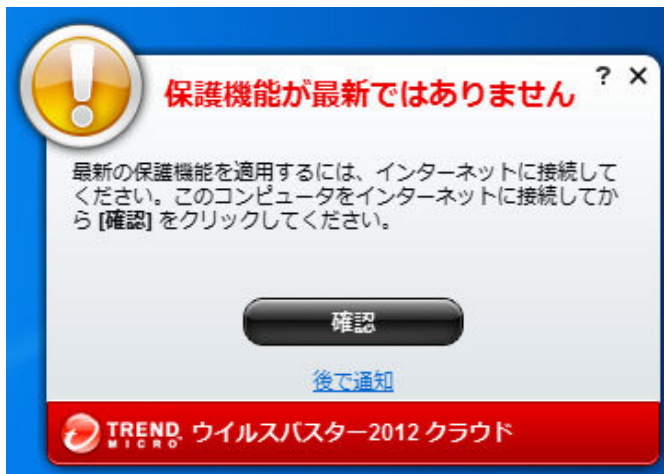 保護機能が最新ではありません
? ×
最新の保護機能を適用するには、インターネットに接続して
ください。このコンピュータをインターネットに接続してか
ら [確認] をクリックしてください。
確認
後で通知
TREND MICRO ウイルスバスター2012 クラウド